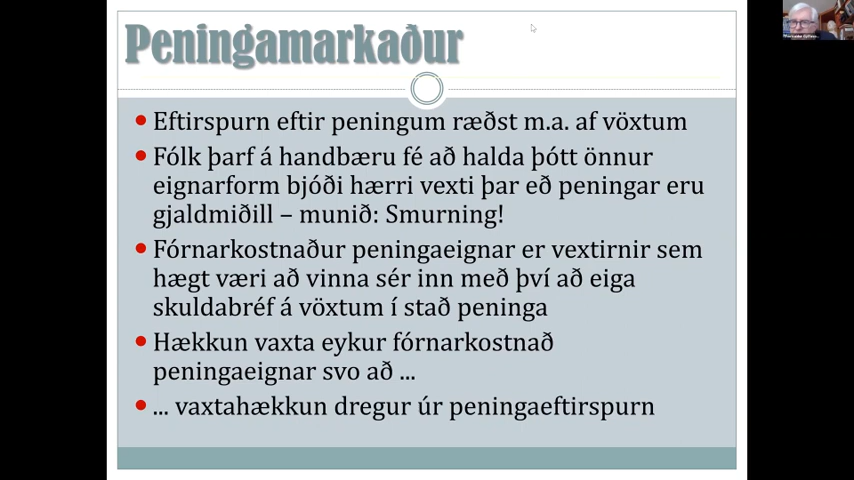 Peningamarkaður
• Eftirspurn eftir peningum ræðst m.a. af vöxtum
• Fólk þarf á handbæru fé að halda þótt önnur
eignarform bjóði hærri vexti þar eð peningar eru
gjaldmiðill – munið: Smurning!
• Fórnarkostnaður peningaeignar er vextirnir sem
hægt væri að vinna sér inn með því að eiga
skuldabréf á vöxtum í stað peninga
• Hækkun vaxta eykur fórnarkostnað
peningaeignar svo að ...
• ... vaxtahækkun dregur úr peningaeftirspurn